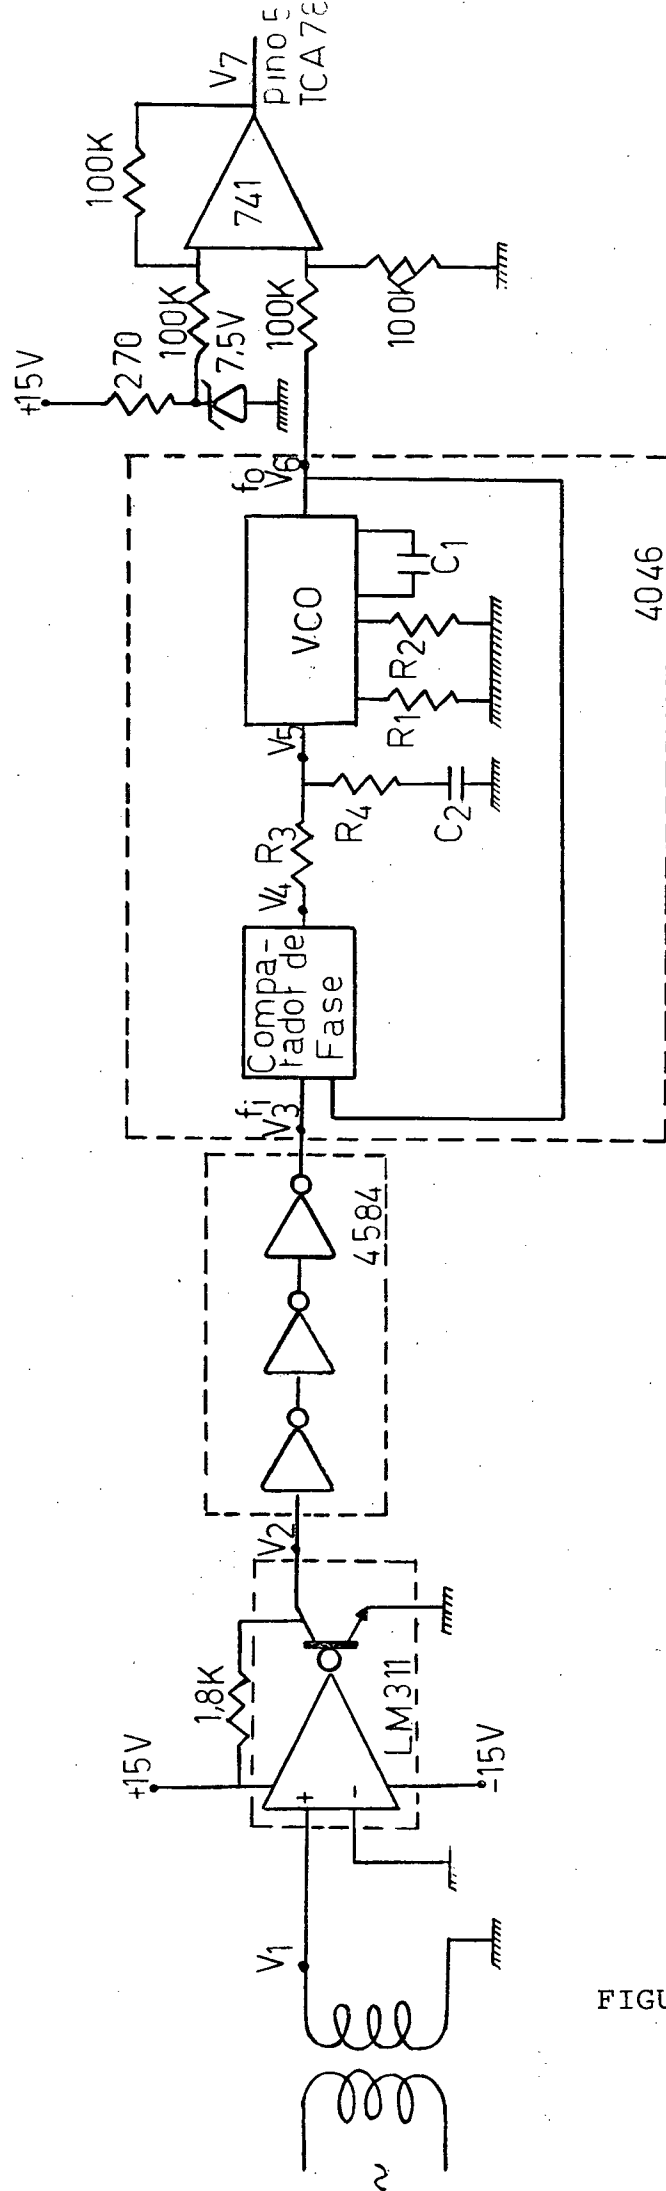 V1
+15V
1,8K
+
-
LM311
-15V
V2
4584
fi
V3
Compa-
rador de
Fase
V4
R3
R4
C2
V5
VCO
R1
R2
C1
fo
V6
4046
+15V
270
7,5V
100K
100K
100K
100K
741
V7
pino 5
TCA78
FIGU
~